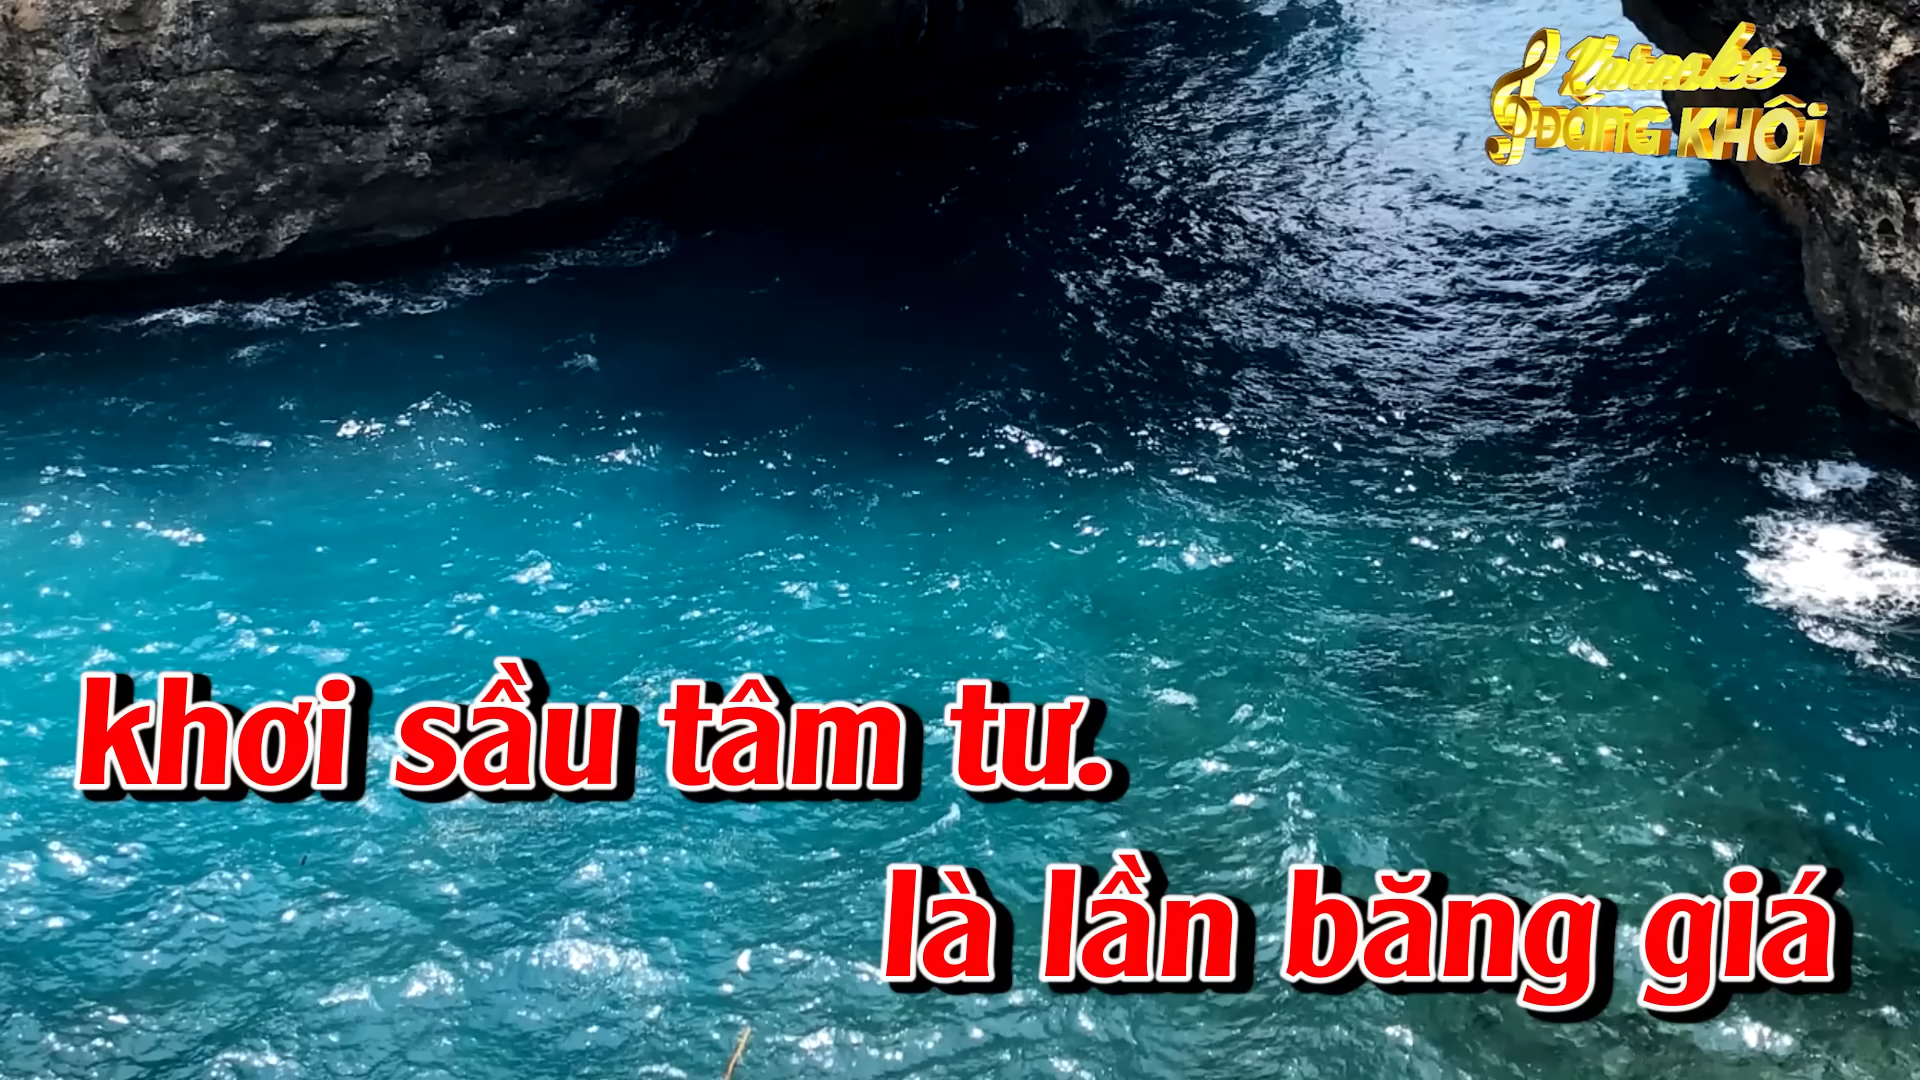 Karaoke
ĐĂNG KHÔI
khơi sầu tâm tư.
là lần băng giá